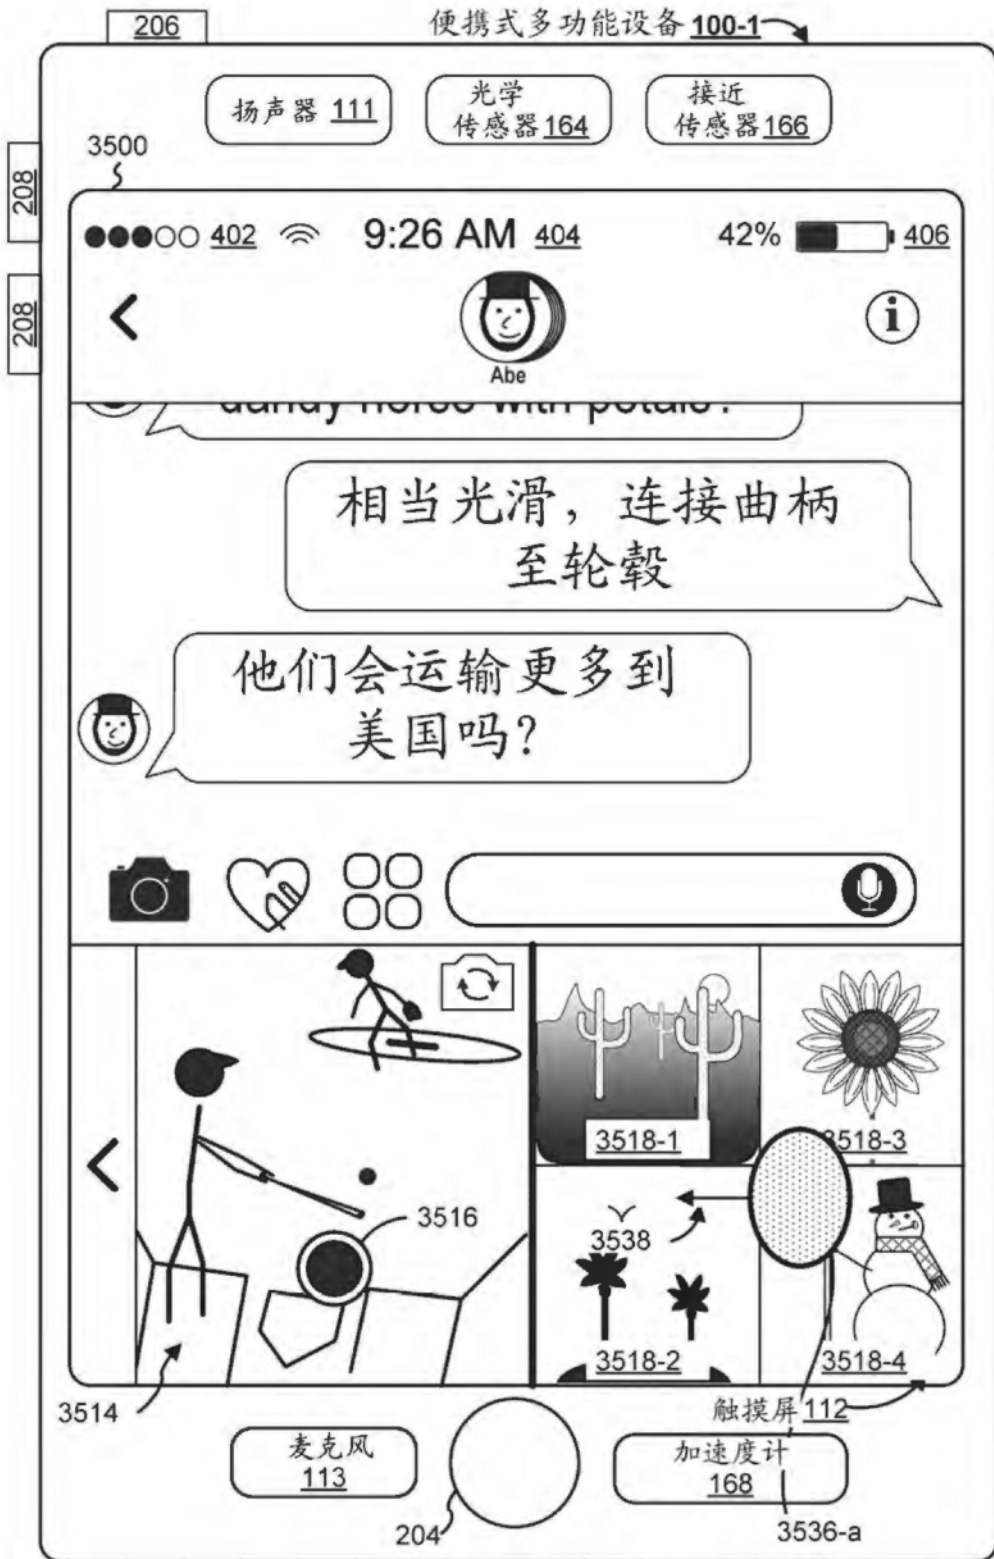 206
便携式多功能设备 100-1
扬声器 111
光学
传感器 164
接近
传感器 166
3500
208
402
9:26 AM 404
42%
406
208
Abe
dandy horse with petals?
相当光滑，连接曲柄
至轮毂
他们会运输更多到
美国吗？
3518-1
3518-3
3516
3538
3518-2
3518-4
3514
触摸屏 112
麦克风
113
加速度计
168
204
3536-a